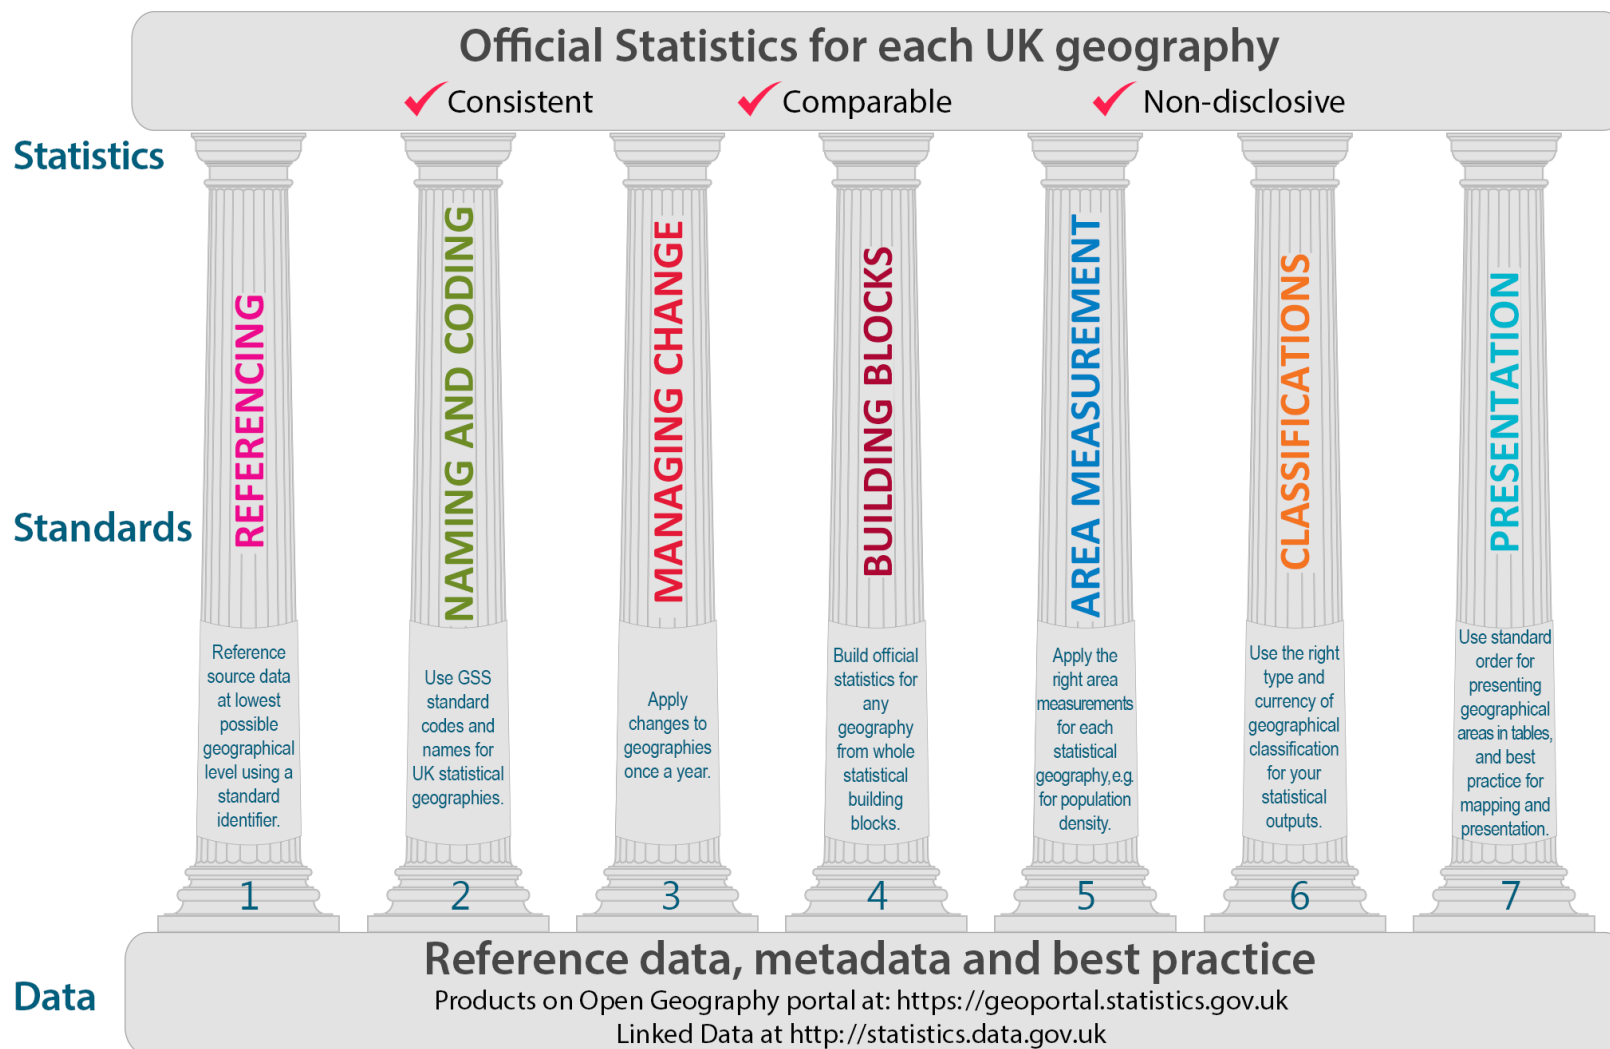 Official Statistics for each UK geography
Consistent
Comparable
Non-disclosive
Statistics
Standards
REFERENCING
Reference
source data
at lowest
possible
geographical
level using a
standard
identifier.
1
NAMING AND CODING
Use GSS
standard
codes and
names for
UK statistical
geographies.
2
MANAGING CHANGE
Apply
changes to
geographies
once a year.
3
BUILDING BLOCKS
Build official
statistics for
any
geography
from whole
statistical
building
blocks.
4
AREA MEASUREMENT
Apply the
right area
measurements
for each
statistical
geography, e.g.
for population
density.
5
CLASSIFICATIONS
Use the right
type and
currency of
geographical
classification
for your
statistical
outputs.
6
PRESENTATION
Use standard
order for
presenting
geographical
areas in tables,
and best
practice for
mapping and
presentation.
7
Data
Reference data, metadata and best practice
Products on Open Geography portal at: https://geoportal.statistics.gov.uk
Linked Data at http://statistics.data.gov.uk